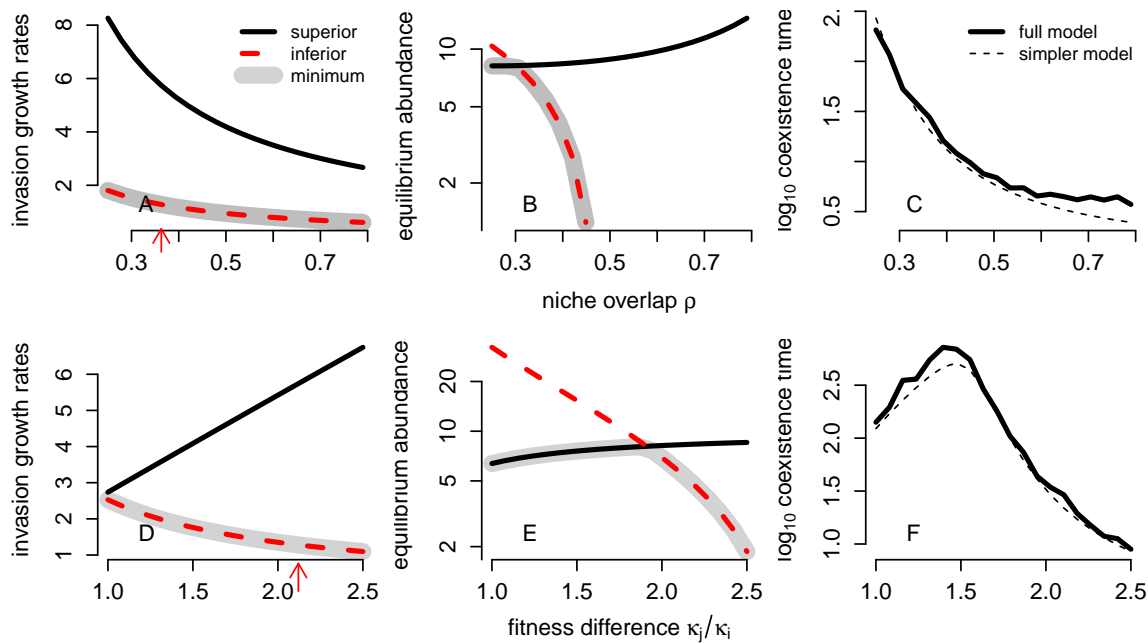 invasion growth rates
8
6
4
2
0.3
0.5
0.7
superior
inferior
minimum
A
equilibrium abundance
10
5
2
0.3
0.5
0.7
B
niche overlap ρ
log₁₀ coexistence time
2.
1.5
0.5
0.3
0.5
0.7
full model
simpler model
C
invasion growth rates
6
5
4
3
2
1
1.0
1.5
2.0
2.5
D
equilibrium abundance
20
10
5
2
1.0
1.5
2.0
2.5
E
fitness difference κj/κi
log₁₀ coexistence time
2.5
2.0
1.5
1.0
1.0
1.5
2.0
2.5
F